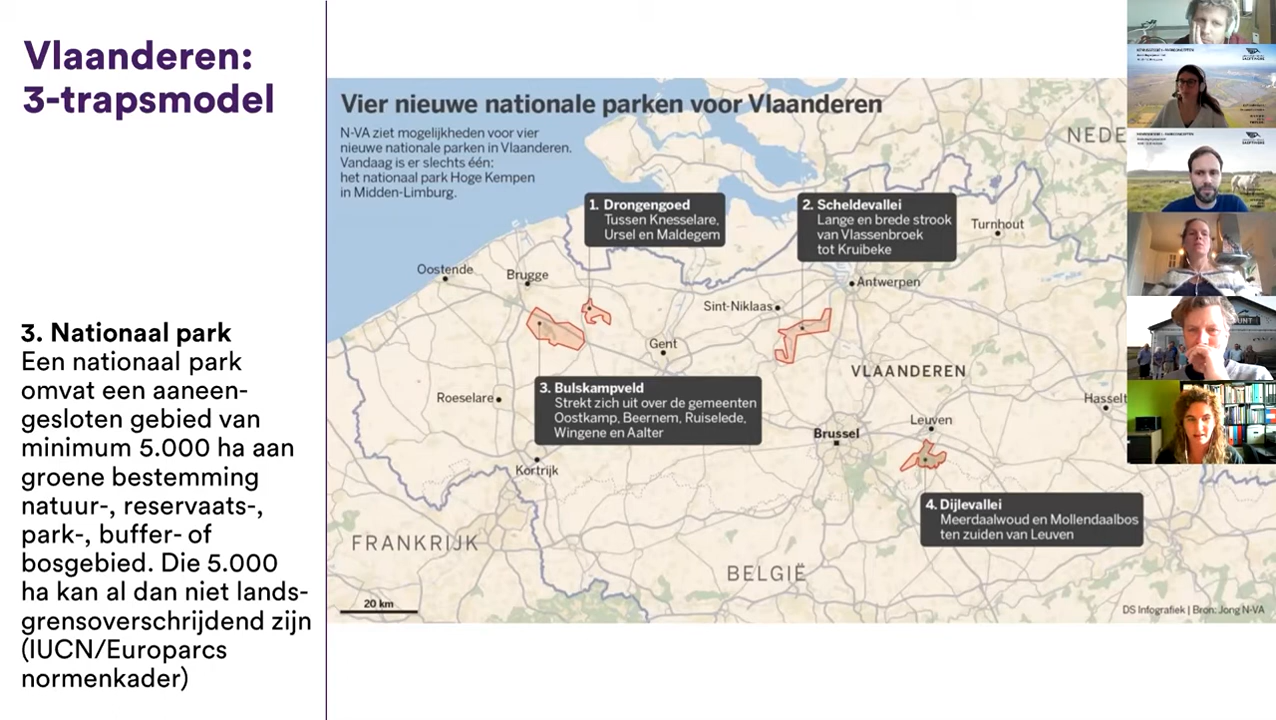 Vlaanderen:
3-trapsmodel
3. Nationaal park
Een nationaal park
omvat een aaneen-
gesloten gebied van
minimum 5.000 ha aan
groene bestemming
natuur-, reservaats-,
park-, buffer- of
bosgebied. Die 5.000
ha kan al dan niet lands-
grensoverschrijdend zijn
(IUCN/Europarcs
normenkader)
Vier nieuwe nationale parken voor Vlaanderen
N-VA ziet mogelijkheden voor vier
nieuwe nationale parken in Vlaanderen.
Vandaag is er slechts één:
het nationaal park Hoge Kempen
in Midden-Limburg.
NEDE
1. Drongengoed
Tussen Knesselare,
Ursel en Maldegem
2. Scheldevallei
Lange en brede strook
van Vlassenbroek
tot Kruibeke
Turnhout
Oostende
Brugge
Antwerpen
Sint-Niklaas
Gent
VLAANDEREN
3. Bulskampveld
Strekt zich uit over de gemeenten
Oostkamp, Beernem, Ruiselede,
Wingene en Aalter
Roeselare
Hasselt
Leuven
Brussel
Kortrijk
4. Dijlevallei
Meerdaalwoud en Mollendaalbos
ten zuiden van Leuven
FRANKRIJK
BELGIË
20 km
DS Infografiek | Bron: Jong N-VA